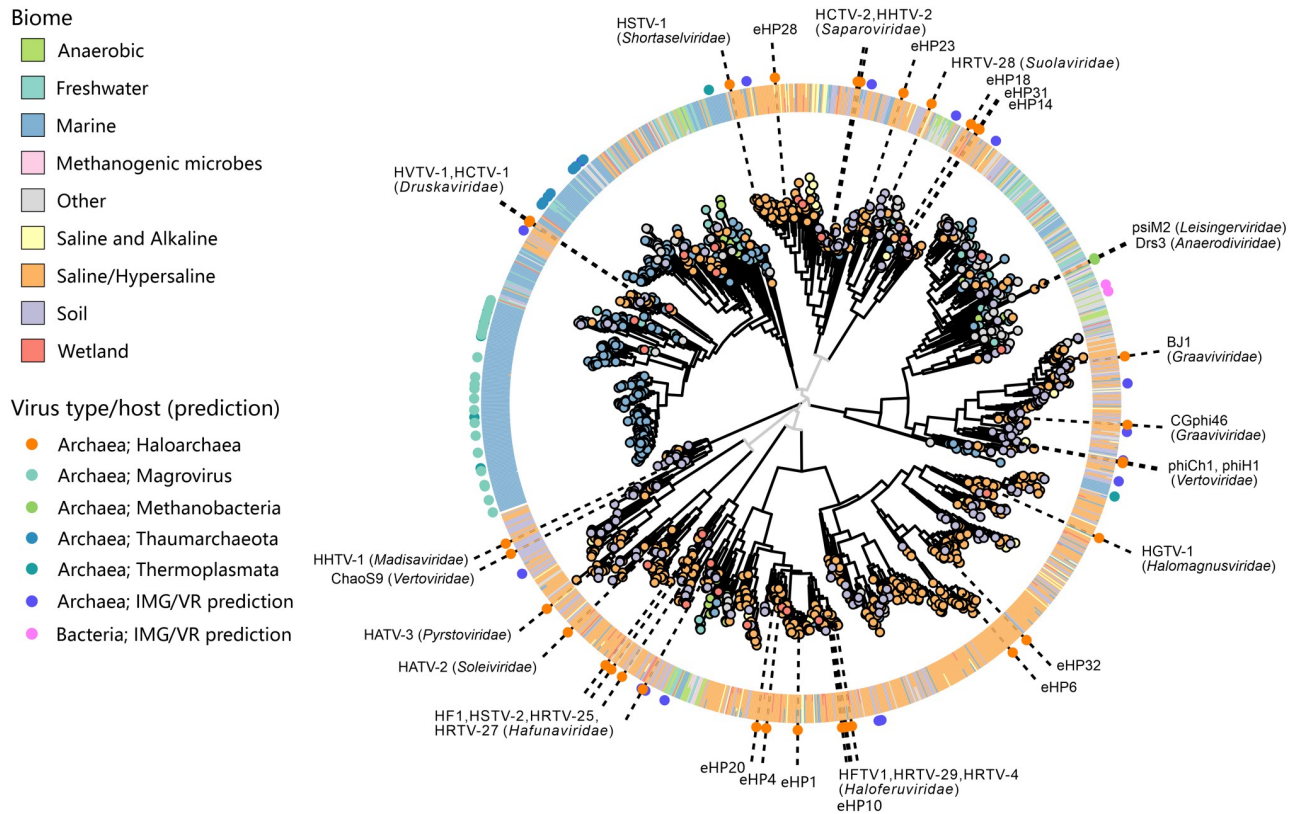 Biome
Anaerobic
Freshwater
Marine
Methanogenic microbes
Other
Saline and Alkaline
Saline/Hypersaline
Soil
Wetland
Virus type/host (prediction)
Archaea; Haloarchaea
Archaea; Magrovirus
Archaea; Methanobacteria
Archaea; Thaumarchaeota
Archaea; Thermoplasmata
Archaea; IMG/VR prediction
Bacteria; IMG/VR prediction
HSTV-1
(Shortaselviridae)
eHP28
HCTV-2,HHTV-2
(Saparoviridae)
eHP23
HRTV-28 (Suolaviridae)
eHP18
eHP31
eHP14
HVTV-1,HCTV-1
(Druskaviridae)
psiM2 (Leisingerviridae)
Drs3 (Anaerodiviridae)
BJ1
(Graaviviridae)
CGphi46
(Graaviviridae)
phiCh1, phiH1
(Vertoviridae)
HGTV-1
(Halomagnusviridae)
eHP32
eHP6
HHTV-1 (Madisaviridae)
ChaoS9 (Vertoviridae)
HATV-3 (Pyrstoviridae)
HATV-2 (Soleiviridae)
HF1,HSTV-2,HRTV-25,
HRTV-27 (Hafunaviridae)
eHP20
eHP4
eHP1
HFTV1,HRTV-29,HRTV-4
(Haloferuviridae)
eHP10